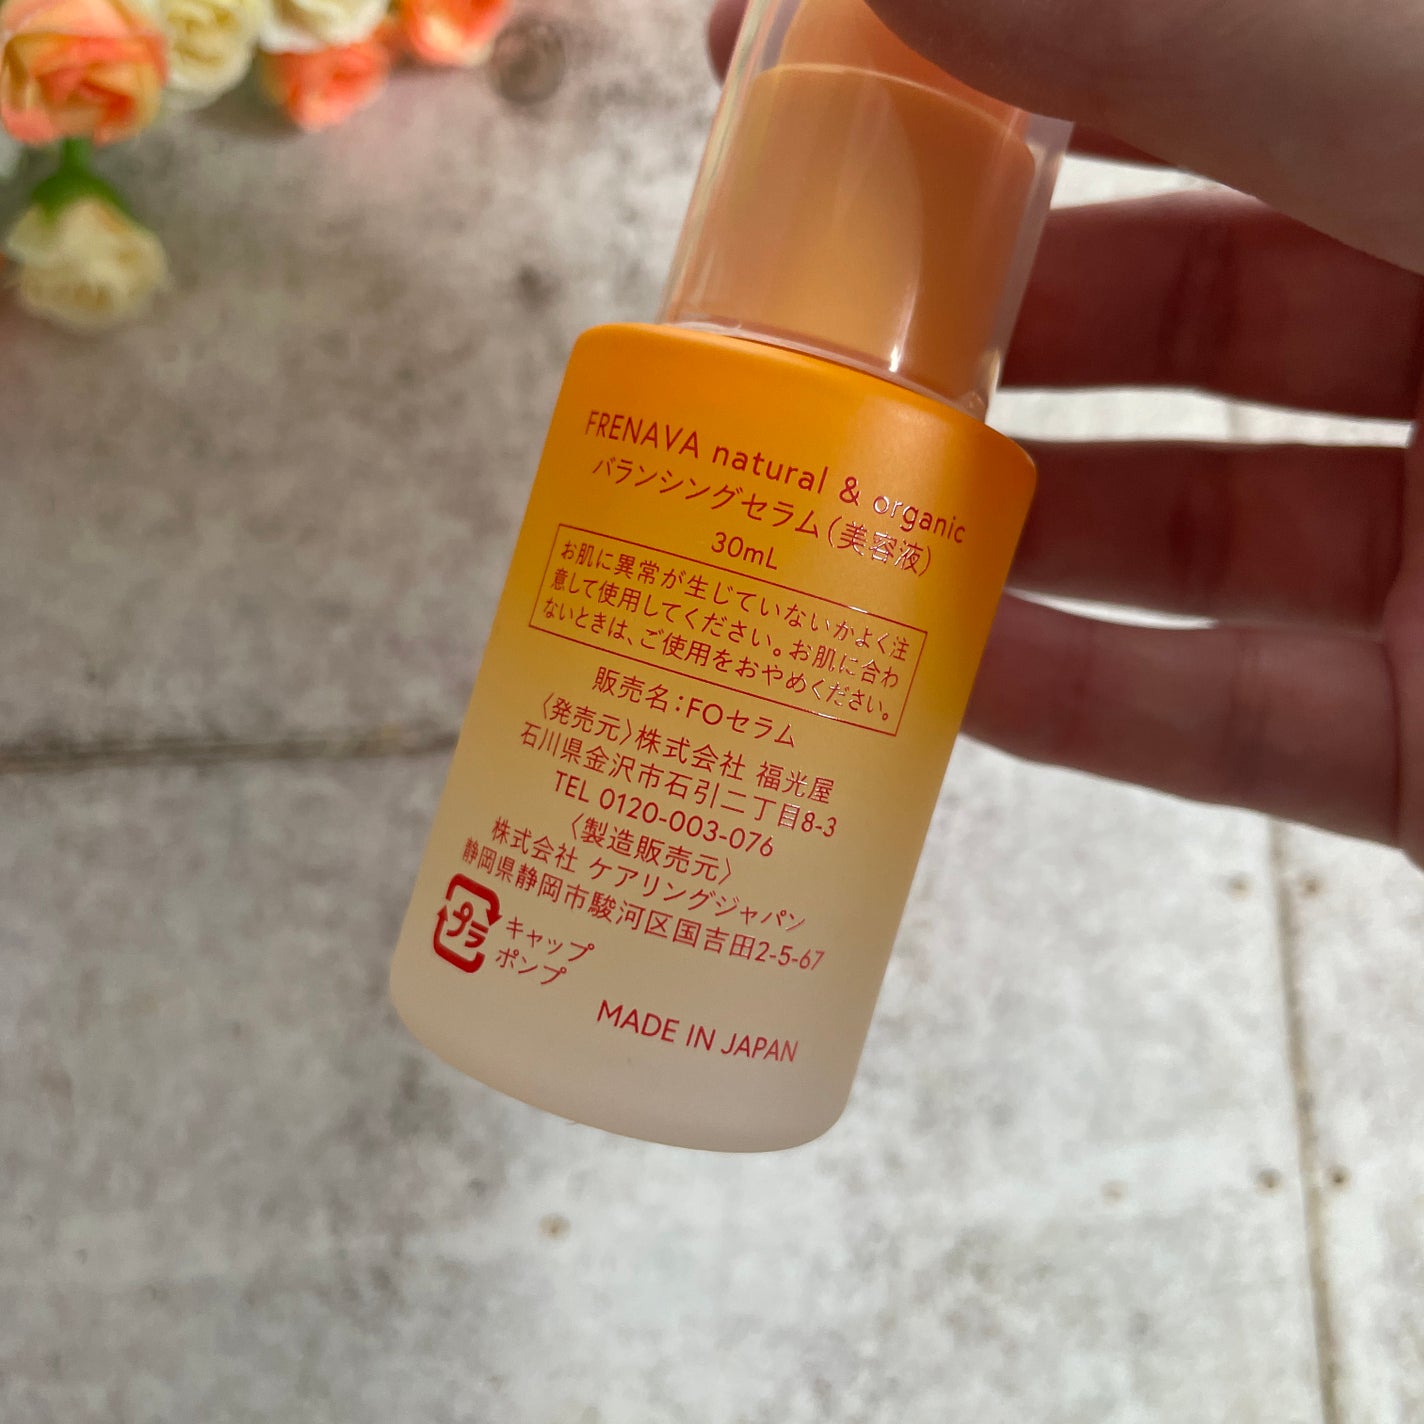 FRENAVA natural & organic
バランシングセラム（美容液）
30mL
お肌に異常が生じていないかよく注
意して使用してください。お肌に合わ
ないときは、ご使用をおやめください。
販売名：FOセラム
〈発売元〉株式会社 福光屋
石川県金沢市石引二丁目8-3
TEL 0120-003-076
〈製造販売元〉
株式会社 ケアリングジャパン
静岡県静岡市駿河区国吉田2-5-67
プラ
キャップ
ポンプ
MADE IN JAPAN